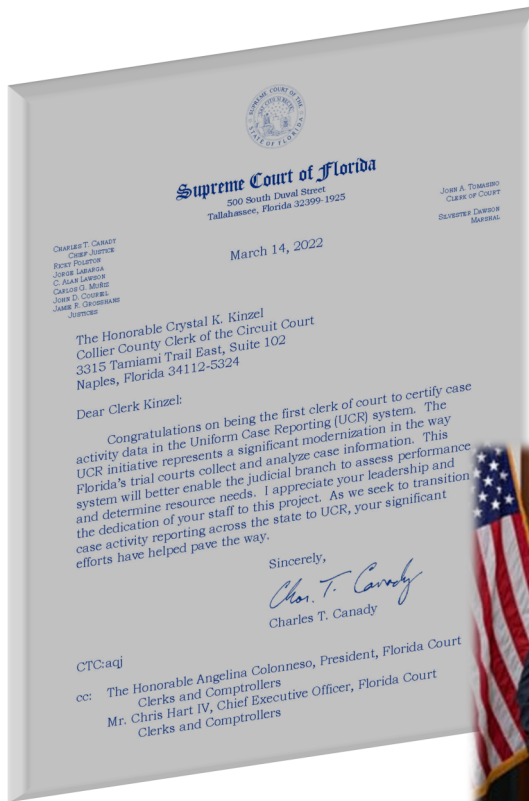 SUPREME COURT OF THE
STATE OF FLORIDA
Supreme Court of Florida
500 South Duval Street
Tallahassee, Florida 32399-1925
CHARLES T. CANADY
CHIEF JUSTICE
RICKY POLSTON
JORGE LABARGA
C. ALAN LAWSON
CARLOS G. MUÑIZ
JOHN D. COURIEL
JAMIE R. GROSSHANS
JUSTICES
JOHN A. TOMASINO
CLERK OF COURT
SILVESTER DAWSON
MARSHAL
March 14, 2022
The Honorable Crystal K. Kinzel
Collier County Clerk of the Circuit Court
3315 Tamiami Trail East, Suite 102
Naples, Florida 34112-5324
Dear Clerk Kinzel:
Congratulations on being the first clerk of court to certify case
activity data in the Uniform Case Reporting (UCR) system. The
UCR initiative represents a significant modernization in the way
Florida's trial courts collect and analyze case information. This
system will better enable the judicial branch to assess performance
and determine resource needs. I appreciate your leadership and
the dedication of your staff to this project. As we seek to transition
case activity reporting across the state to UCR, your significant
efforts have helped pave the way.
Sincerely,
Chas. T. Canady
Charles T. Canady
CTC:aqj
cc: The Honorable Angelina Colonneso, President, Florida Court
Clerks and Comptrollers
Mr. Chris Hart IV, Chief Executive Officer, Florida Court
Clerks and Comptrollers